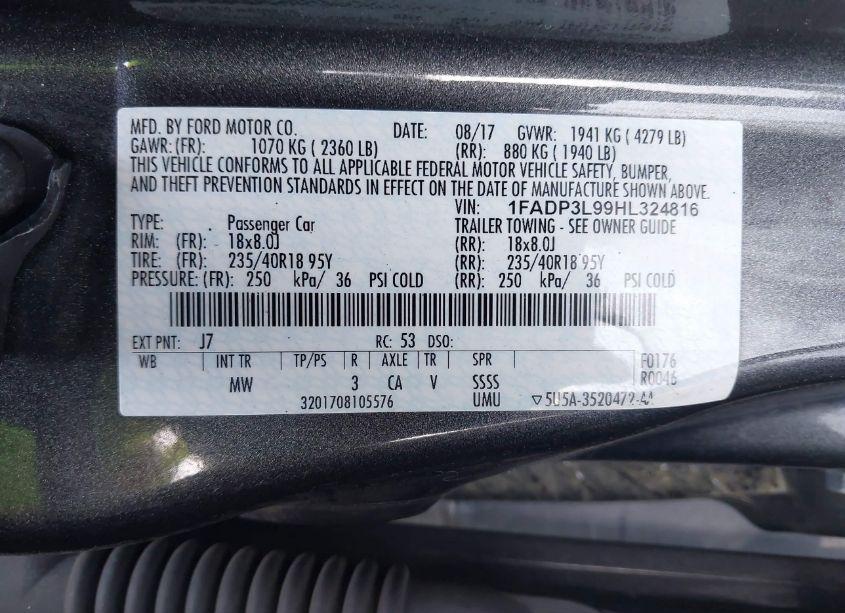 MFD. BY FORD MOTOR CO. DATE: 08/17 GVWR: 1941 KG ( 4279 LB)
GAWR: (FR): 1070 KG ( 2360 LB) (RR): 880 KG ( 1940 LB)
THIS VEHICLE CONFORMS TO ALL APPLICABLE FEDERAL MOTOR VEHICLE SAFETY, BUMPER,
AND THEFT PREVENTION STANDARDS IN EFFECT ON THE DATE OF MANUFACTURE SHOWN ABOVE.
VIN: 1FADP3L99HL324816
TYPE: . Passenger Car TRAILER TOWING - SEE OWNER GUIDE
RIM: (FR): 18x8.0J (RR): 18x8.0J
TIRE: (FR): 235/40R18 95Y (RR): 235/40R18 95Y
PRESSURE: (FR): 250 kPa/ 36 PSI COLD (RR): 250 kPa/ 36 PSI COLD
EXT PNT: J7 RC: 53 DSO:
WB INT TR TP/PS R AXLE TR SPR F0176
MW 3 CA V SSSS R0046
3201708105576 UMU ▽5U5A-3520472-